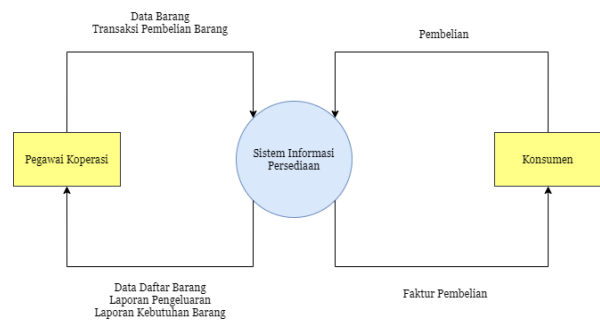 Data Barang
Transaksi Pembelian Barang
Pembelian
Pegawai Koperasi
Sistem Informasi
Persediaan
Konsumen
Data Daftar Barang
Laporan Pengeluaran
Laporan Kebutuhan Barang
Faktur Pembelian